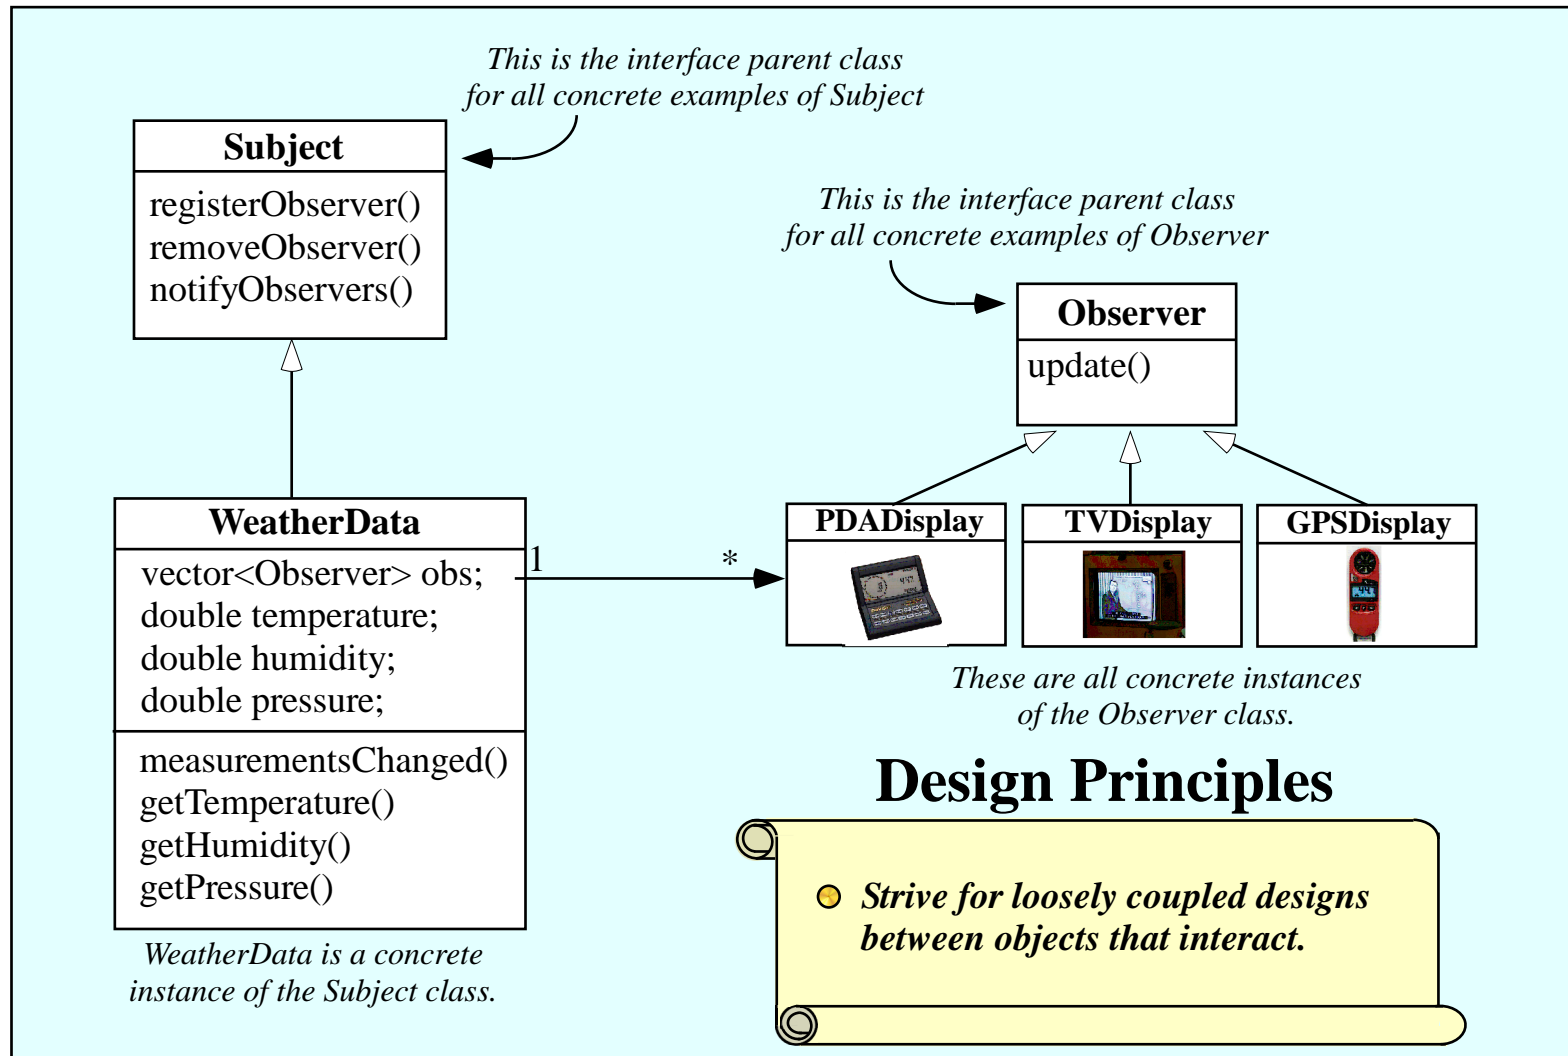 This is the interface parent class
for all concrete examples of Subject
Subject
registerObserver()
removeObserver()
notifyObservers()
This is the interface parent class
for all concrete examples of Observer
Observer
update()
WeatherData
vector<Observer> obs;
double temperature;
double humidity;
double pressure;
measurementsChanged()
getTemperature()
getHumidity()
getPressure()
1
*
PDADisplay
TVDisplay
GPSDisplay
These are all concrete instances
of the Observer class.
WeatherData is a concrete
instance of the Subject class.
Design Principles
Strive for loosely coupled designs
between objects that interact.